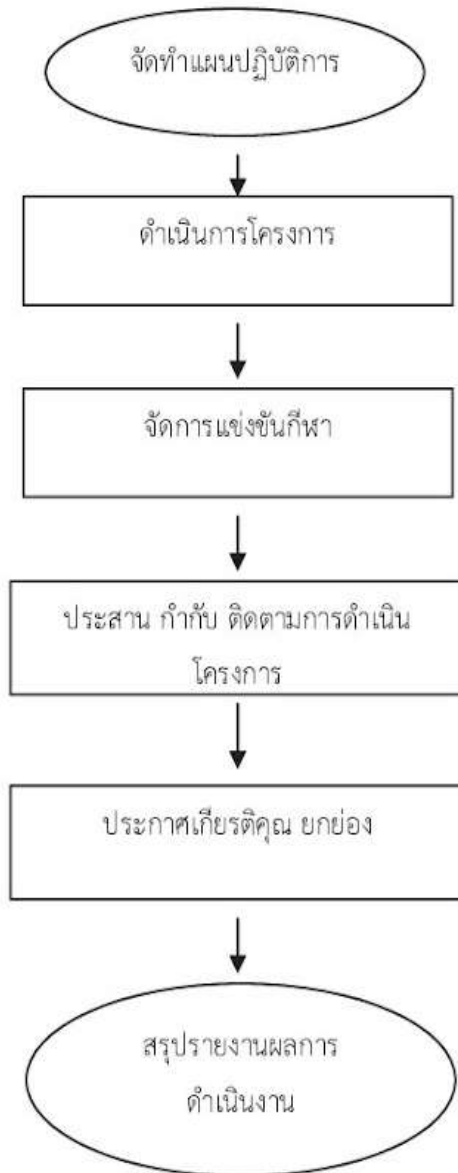 จัดทำแผนปฏิบัติการ
ดำเนินการโครงการ
จัดการแข่งขันกีฬา
ประสาน กำกับ ติดตามการดำเนิน
โครงการ
ประกาศเกียรติคุณ ยกย่อง
สรุปรายงานผลการ
ดำเนินงาน